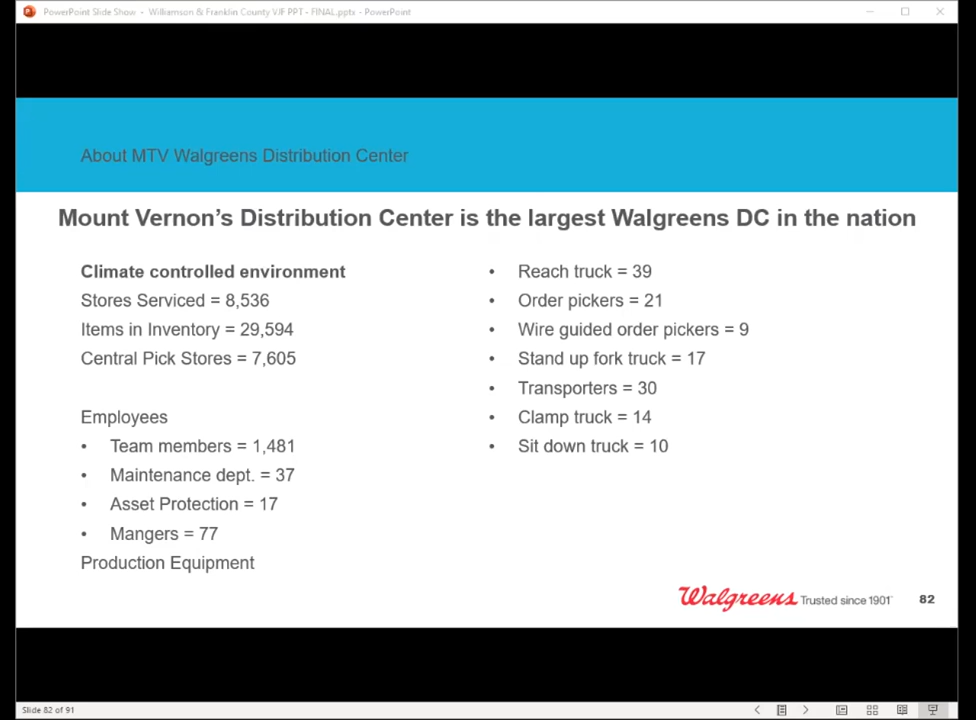 PowerPoint Slide Show - Williamson & Franklin County VJF PPT - FINAL.pptx - PowerPoint
About MTV Walgreens Distribution Center
Mount Vernon's Distribution Center is the largest Walgreens DC in the nation
Climate controlled environment
Stores Serviced = 8,536
Items in Inventory = 29,594
Central Pick Stores = 7,605
Employees
• Team members = 1,481
• Maintenance dept. = 37
• Asset Protection = 17
• Mangers = 77
Production Equipment
• Reach truck = 39
• Order pickers = 21
• Wire guided order pickers = 9
• Stand up fork truck = 17
• Transporters = 30
• Clamp truck = 14
• Sit down truck = 10
Walgreens Trusted since 1901
82
Slide 82 of 91